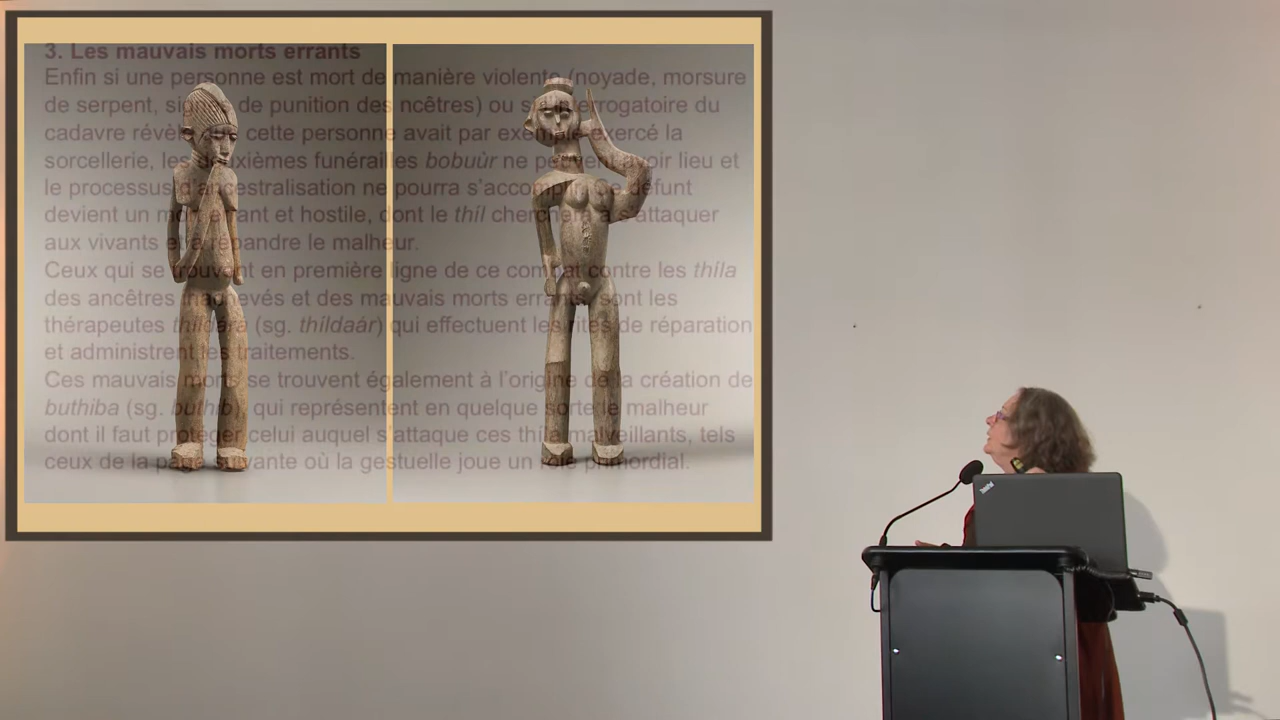 3. Les mauvais morts errants
Enfin si une personne est mort de manière violente (noyade, morsure
de serpent, de punition des ncêtres) ou du
cadavre cette personne avait par exemple exercé la
sorcellerie, les deuxièmes funérailles bobuùr ne peuvent avoir lieu et
le processus d'ancestralisation ne pourra s'accomplir. Le défunt
devient un mort errant et hostile, dont le thíl cherchera à s'attaquer
aux vivants et à répandre le malheur.
Ceux qui se trouvent en première ligne de ce combat contre les thíla
des ancêtres inachevés et des mauvais morts errants sont les
thérapeutes thíldara (sg. thíldaár) qui effectuent les rites de réparation
et administrent les traitements.
Ces mauvais morts se trouvent également à l'origine de la création de
buthiba (sg. buthib) qui représentent en quelque sorte le malheur
dont il faut protéger celui auquel s'attaque ces thíla malveillants, tels
ceux de la page suivante où la gestuelle joue un rôle primordial.
ThinkPad